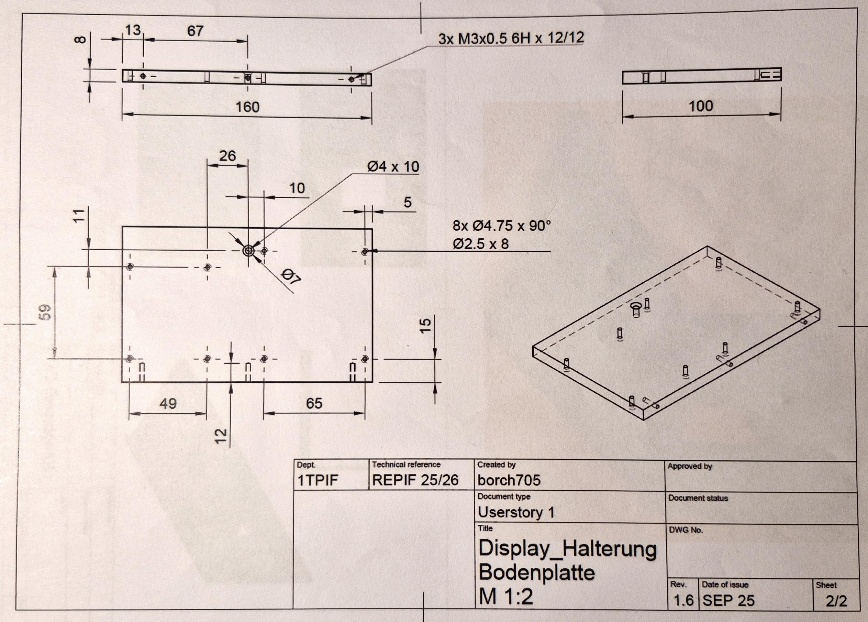 13
67
8
3x M3x0.5 6H x 12/12
160
100
26
Ø4 x 10
10
5
11
8x Ø4.75 x 90°
Ø2.5 x 8
Ø7
59
15
49
65
12
Dept.
1TPIF
Technical reference
REPIF 25/26
Created by
borch705
Approved by
Document type
Userstory 1
Document status
Title
Display_Halterung
Bodenplatte
M 1:2
DWG No.
Rev.
1.6
Date of issue
SEP 25
Sheet
2/2